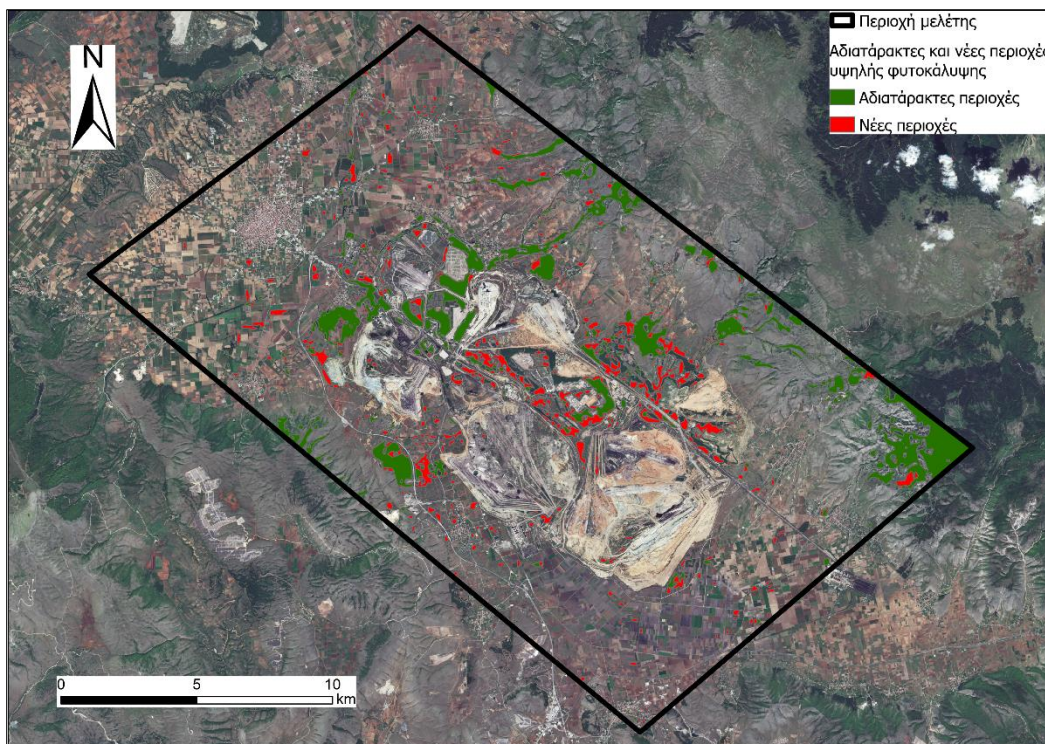 N
Περιοχή μελέτης
Αδιατάρακτες και νέες περιοχές
υψηλής φυτοκάλυψης
Αδιατάρακτες περιοχές
Νέες περιοχές
0 5 10
km